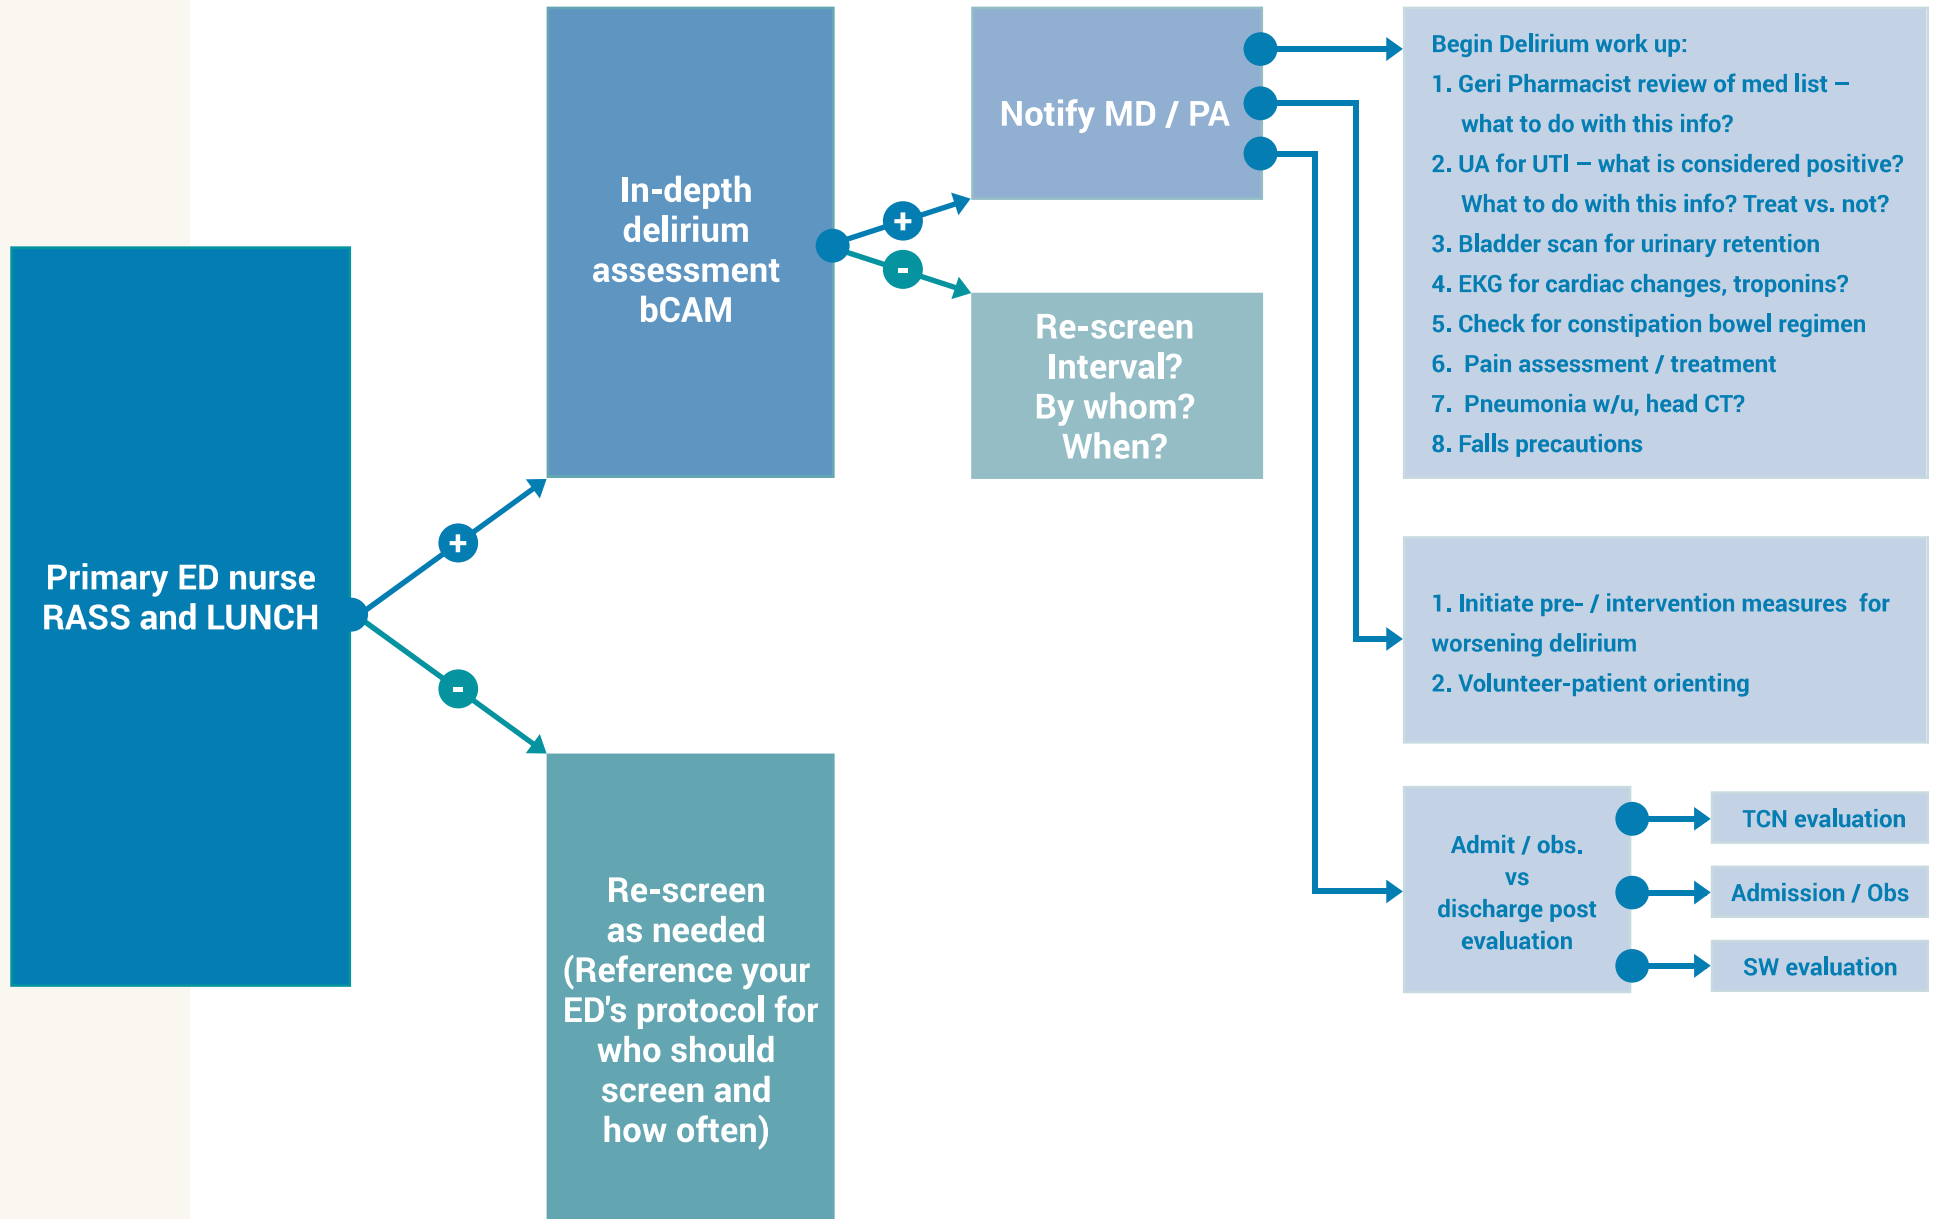 Primary ED nurse
RASS and LUNCH
+
-
In-depth
delirium
assessment
bCAM
+
-
Re-screen
as needed
(Reference your
ED's protocol for
who should
screen and
how often)
Notify MD / PA
Re-screen
Interval?
By whom?
When?
Begin Delirium work up:
1. Geri Pharmacist review of med list –
what to do with this info?
2. UA for UTI – what is considered positive?
What to do with this info? Treat vs. not?
3. Bladder scan for urinary retention
4. EKG for cardiac changes, troponins?
5. Check for constipation bowel regimen
6. Pain assessment / treatment
7. Pneumonia w/u, head CT?
8. Falls precautions
1. Initiate pre- / intervention measures for
worsening delirium
2. Volunteer-patient orienting
Admit / obs.
vs
discharge post
evaluation
TCN evaluation
Admission / Obs
SW evaluation